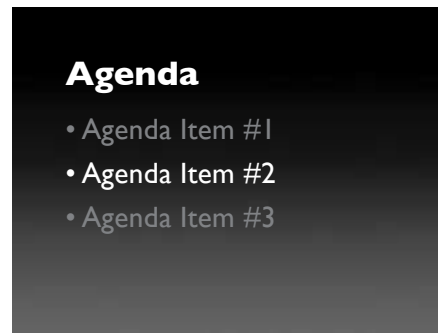 Agenda
• Agenda Item #1
• Agenda Item #2
• Agenda Item #3